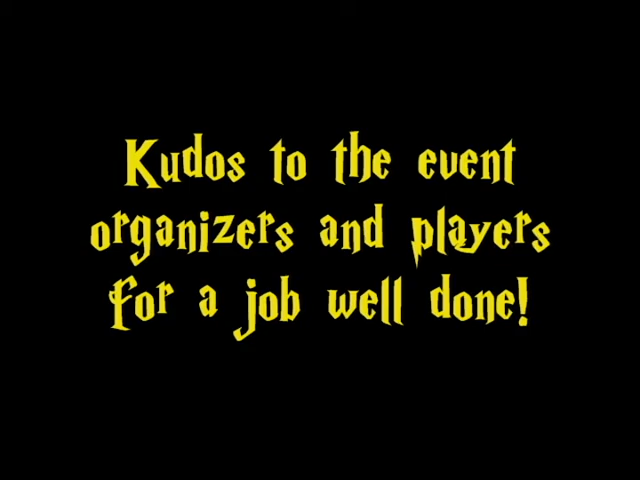 Kudos to the event
organizers and players
for a job well done!